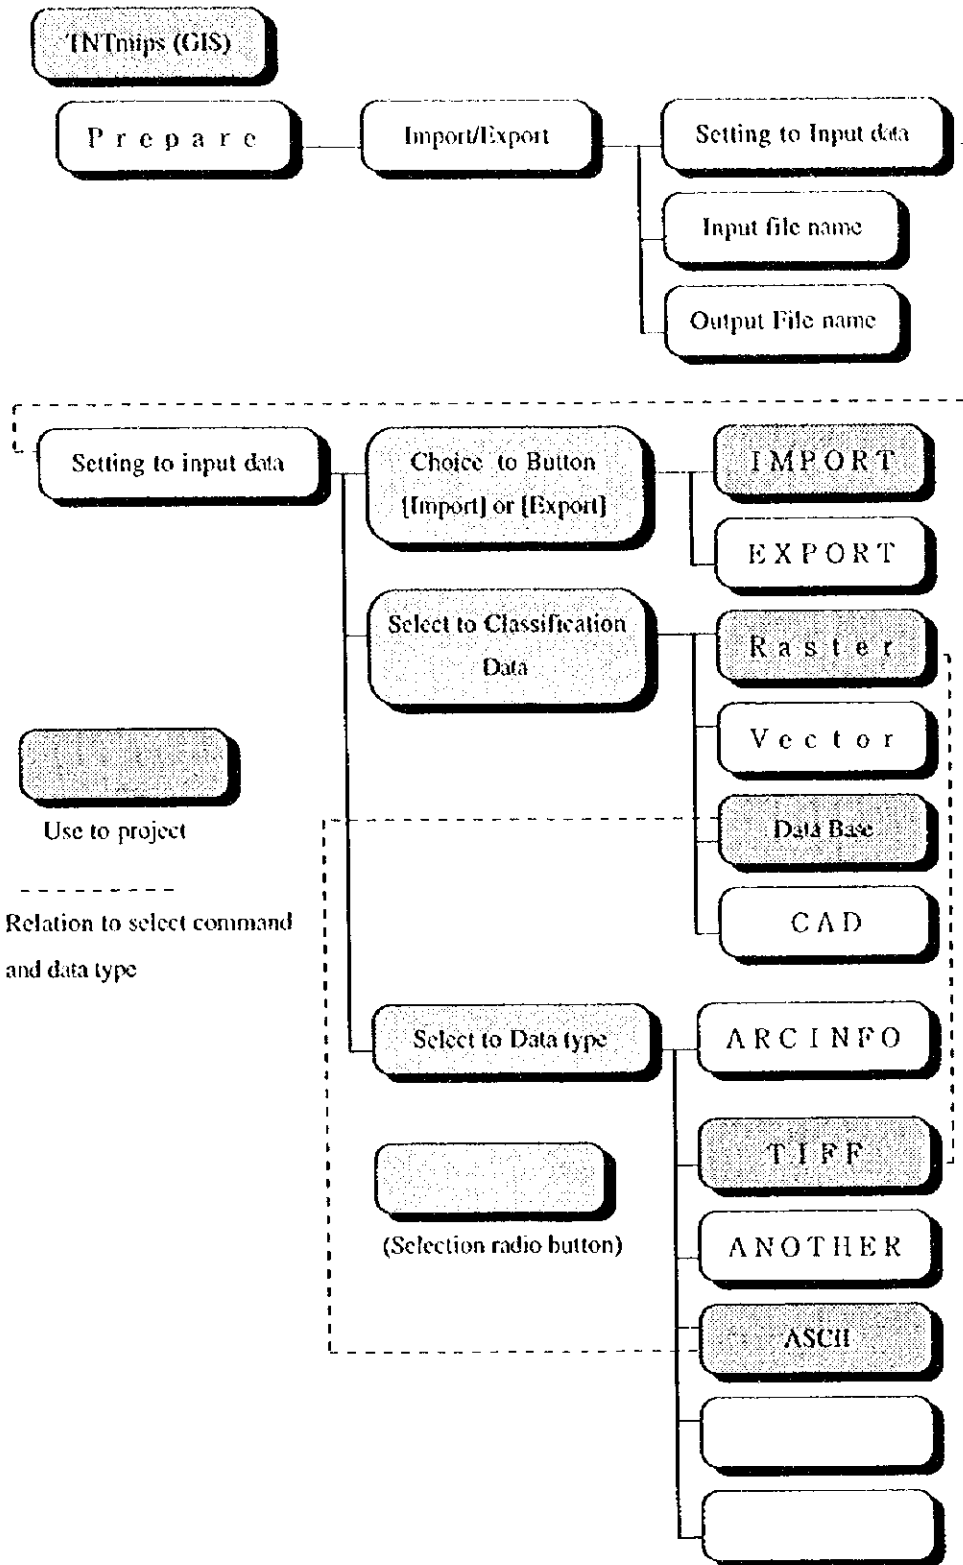 TNTmips (GIS)
Prepare
Import/Export
Setting to Input data
Input file name
Output File name
Setting to input data
Choice to Button
[Import] or [Export]
IMPORT
EXPORT
Select to Classification
Data
Raster
Vector
Data Base
CAD
Use to project
Relation to select command
and data type
Select to Data type
ARCINFO
TIFF
(Selection radio button)
ANOTHER
ASCII